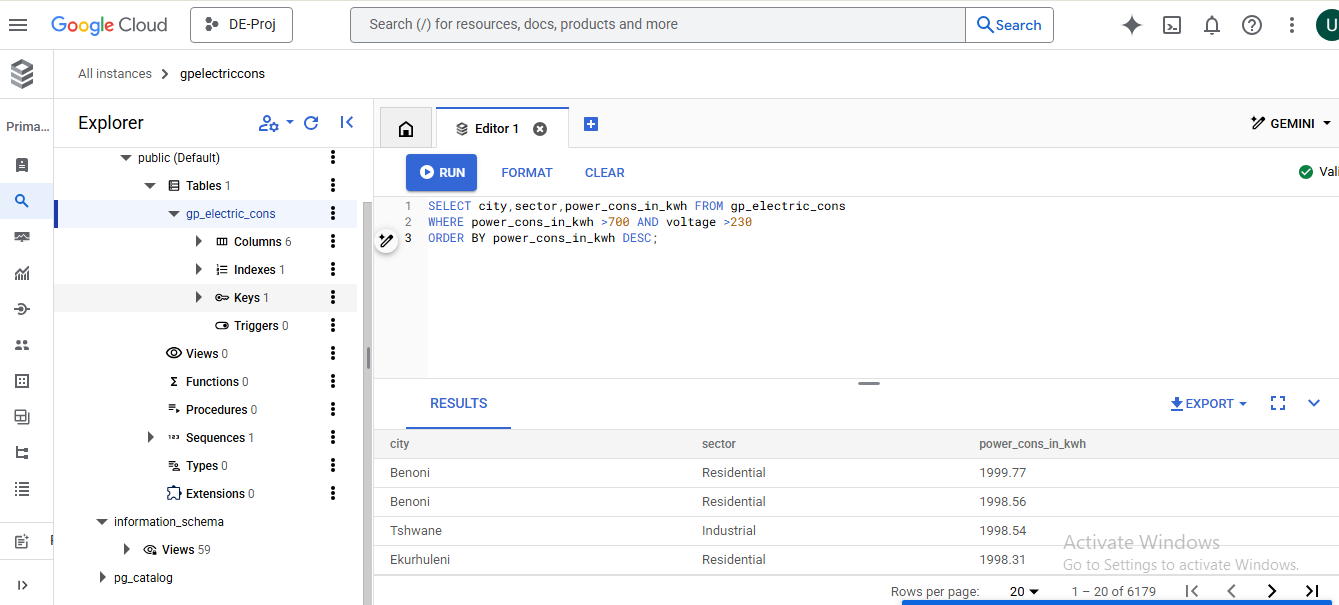 Google Cloud
DE-Proj
Search (/) for resources, docs, products and more
Search
U
All instances
gpelectriccons
Prima...
Explorer
Editor 1
GEMINI
RUN
FORMAT
CLEAR
Vali
public (Default)
Tables 1
gp_electric_cons
Columns 6
Indexes 1
Keys 1
Triggers 0
Views 0
Functions 0
Procedures 0
Sequences 1
Types 0
Extensions 0
information_schema
Views 59
pg_catalog
1 SELECT city,sector,power_cons_in_kwh FROM gp_electric_cons
2 WHERE power_cons_in_kwh >700 AND voltage >230
3 ORDER BY power_cons_in_kwh DESC;
RESULTS
EXPORT
city sector power_cons_in_kwh
Benoni Residential 1999.77
Benoni Residential 1998.56
Tshwane Industrial 1998.54
Ekurhuleni Residential 1998.31
Activate Windows
Go to Settings to activate Windows.
Rows per page: 20 1 – 20 of 6179